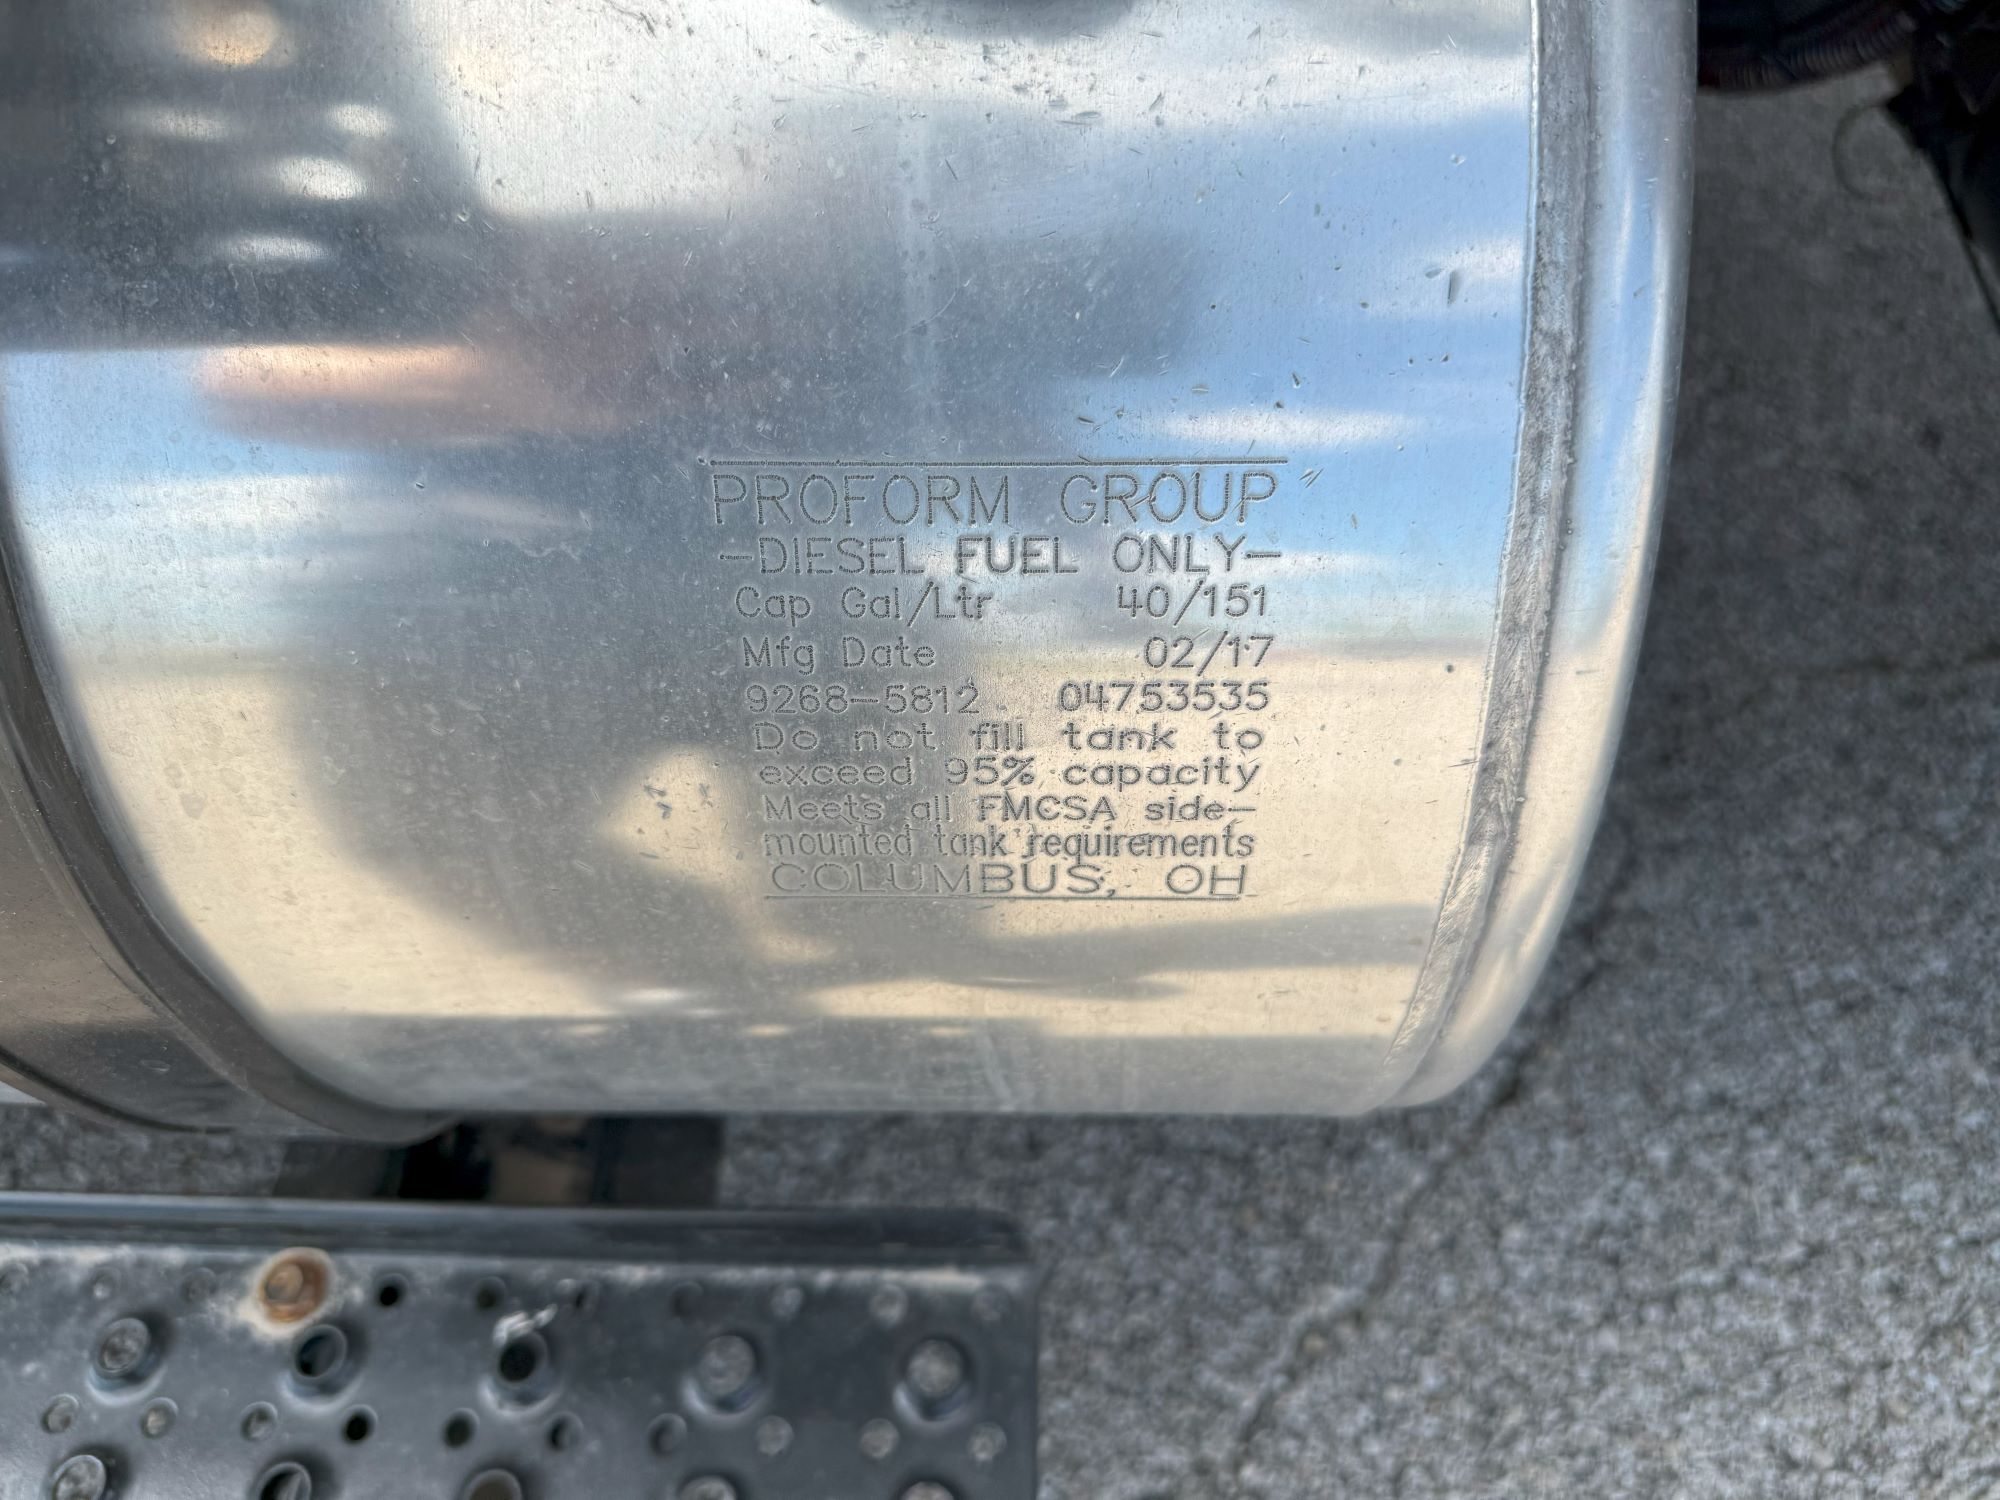 PROFORM GROUP
-DIESEL FUEL ONLY-
Cap Gal/Ltr 40/151
Mfg Date 02/17
9268-5812 04753535
Do not fill tank to
exceed 95% capacity
Meets all FMCSA side-
mounted tank requirements
COLUMBUS, OH